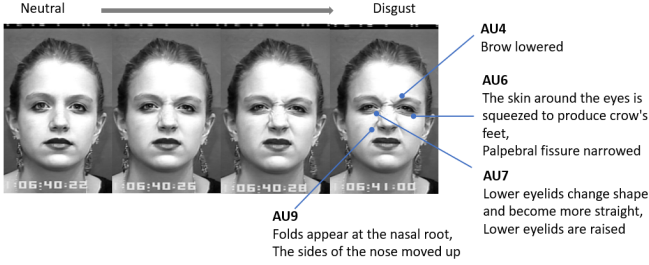 Neutral
Disgust
AU4
Brow lowered
AU6
The skin around the eyes is
squeezed to produce crow's
feet,
Palpebral fissure narrowed
AU7
Lower eyelids change shape
and become more straight,
Lower eyelids are raised
:06:40:22
:06:40:26
:06:40:28
:06:41:00
AU9
Folds appear at the nasal root,
The sides of the nose moved up